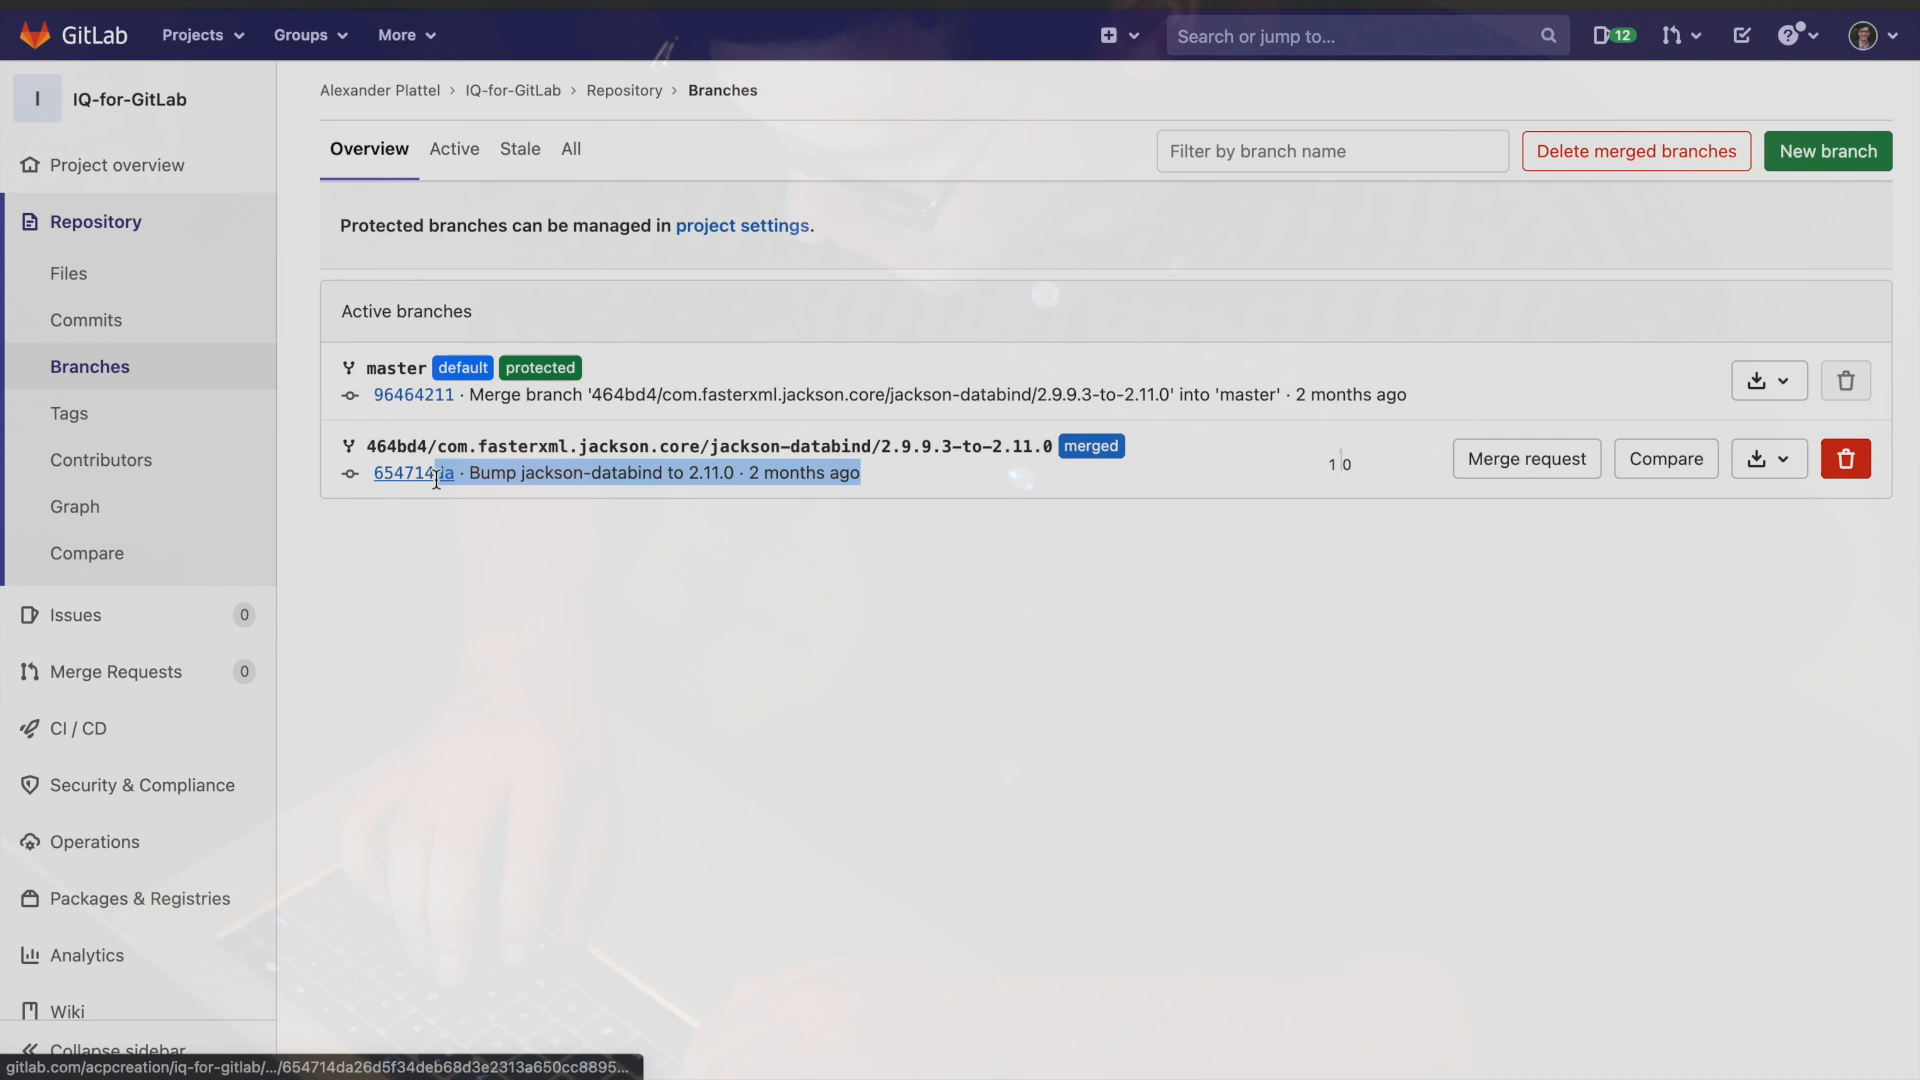 GitLab Projects Groups More Search or jump to... 12
I IQ-for-GitLab
Alexander Plattel › IQ-for-GitLab › Repository › Branches
Project overview
Repository
Files
Commits
Branches
Tags
Contributors
Graph
Compare
Issues 0
Merge Requests 0
CI / CD
Security & Compliance
Operations
Packages & Registries
Analytics
Wiki
Collapse sidebar
Overview Active Stale All Filter by branch name Delete merged branches New branch
Protected branches can be managed in project settings.
Active branches
master default protected
96464211 · Merge branch '464bd4/com.fasterxml.jackson.core/jackson-databind/2.9.9.3-to-2.11.0' into 'master' · 2 months ago
464bd4/com.fasterxml.jackson.core/jackson-databind/2.9.9.3-to-2.11.0 merged
654714da · Bump jackson-databind to 2.11.0 · 2 months ago
1 0 Merge request Compare
gitlab.com/acpcreation/iq-for-gitlab/.../654714da26d5f34deb68d3e2313a650cc8895...